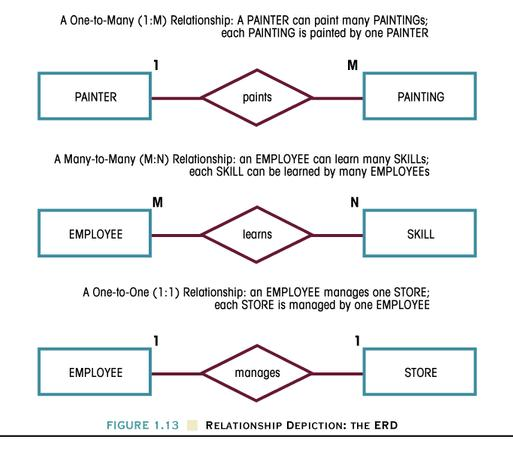 A One-to-Many (1:M) Relationship: A PAINTER can paint many PAINTINGs;
each PAINTING is painted by one PAINTER
1 M
PAINTER paints PAINTING
A Many-to-Many (M:N) Relationship: an EMPLOYEE can learn many SKILLs;
each SKILL can be learned by many EMPLOYEEs
M N
EMPLOYEE learns SKILL
A One-to-One (1:1) Relationship: an EMPLOYEE manages one STORE;
each STORE is managed by one EMPLOYEE
1 1
EMPLOYEE manages STORE
FIGURE 1.13 RELATIONSHIP DEPICTION: THE ERD